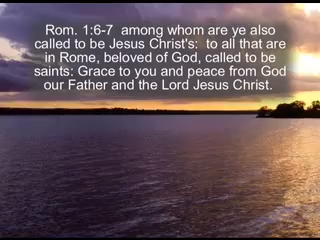 Rom. 1:6-7  among whom are ye also
called to be Jesus Christ's:  to all that are
in Rome, beloved of God, called to be
saints: Grace to you and peace from God
our Father and the Lord Jesus Christ.